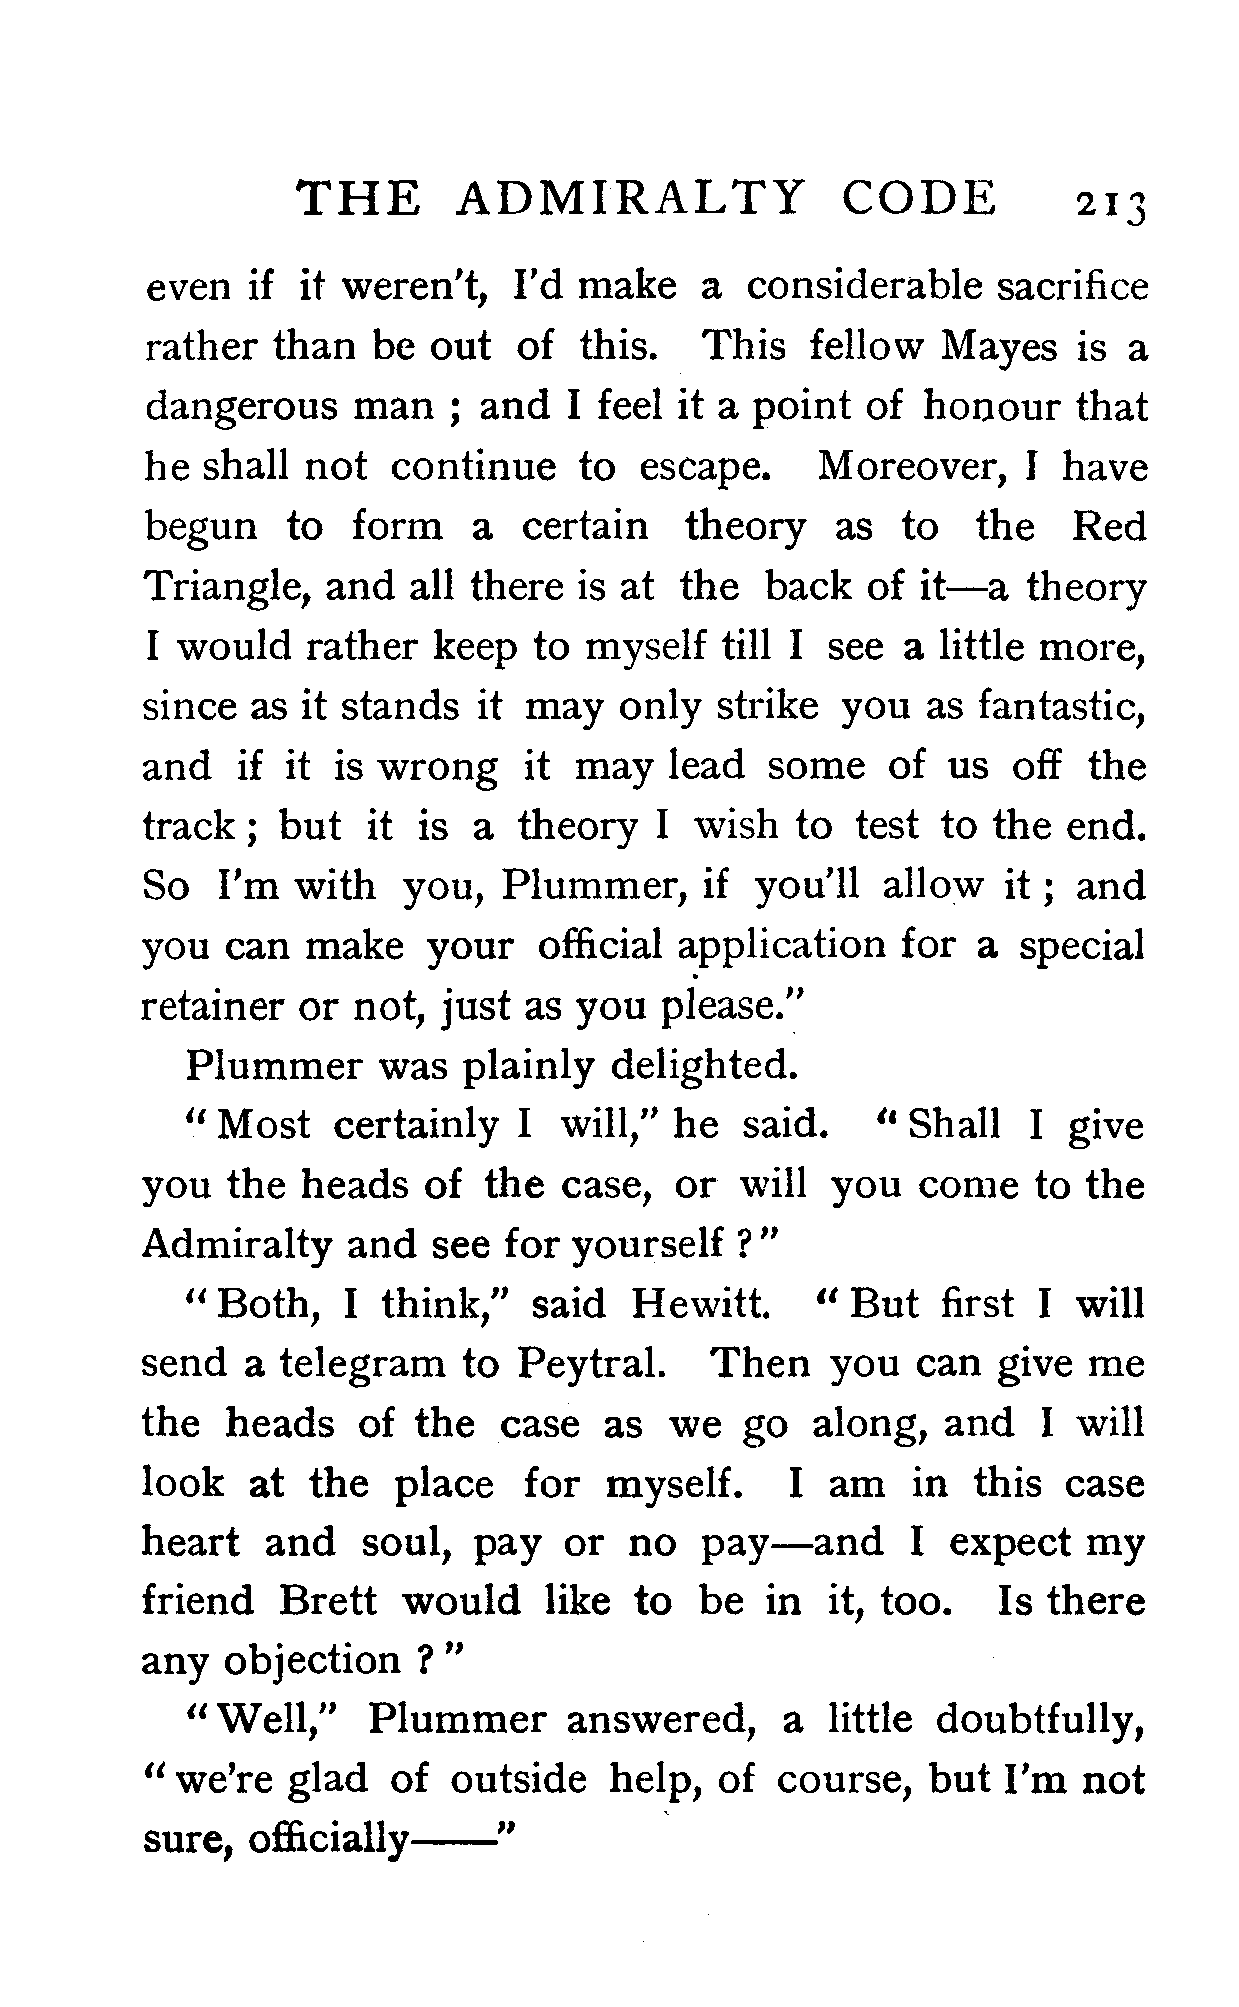 THE ADMIRALTY CODE 213
even if it weren't, I'd make a considerable sacrifice
rather than be out of this. This fellow Mayes is a
dangerous man ; and I feel it a point of honour that
he shall not continue to escape. Moreover, I have
begun to form a certain theory as to the Red
Triangle, and all there is at the back of it—a theory
I would rather keep to myself till I see a little more,
since as it stands it may only strike you as fantastic,
and if it is wrong it may lead some of us off the
track ; but it is a theory I wish to test to the end.
So I'm with you, Plummer, if you'll allow it ; and
you can make your official application for a special
retainer or not, just as you please."
Plummer was plainly delighted.
" Most certainly I will," he said. " Shall I give
you the heads of the case, or will you come to the
Admiralty and see for yourself ? "
" Both, I think," said Hewitt. " But first I will
send a telegram to Peytral. Then you can give me
the heads of the case as we go along, and I will
look at the place for myself. I am in this case
heart and soul, pay or no pay—and I expect my
friend Brett would like to be in it, too. Is there
any objection ? "
" Well," Plummer answered, a little doubtfully,
" we're glad of outside help, of course, but I'm not
sure, officially——"